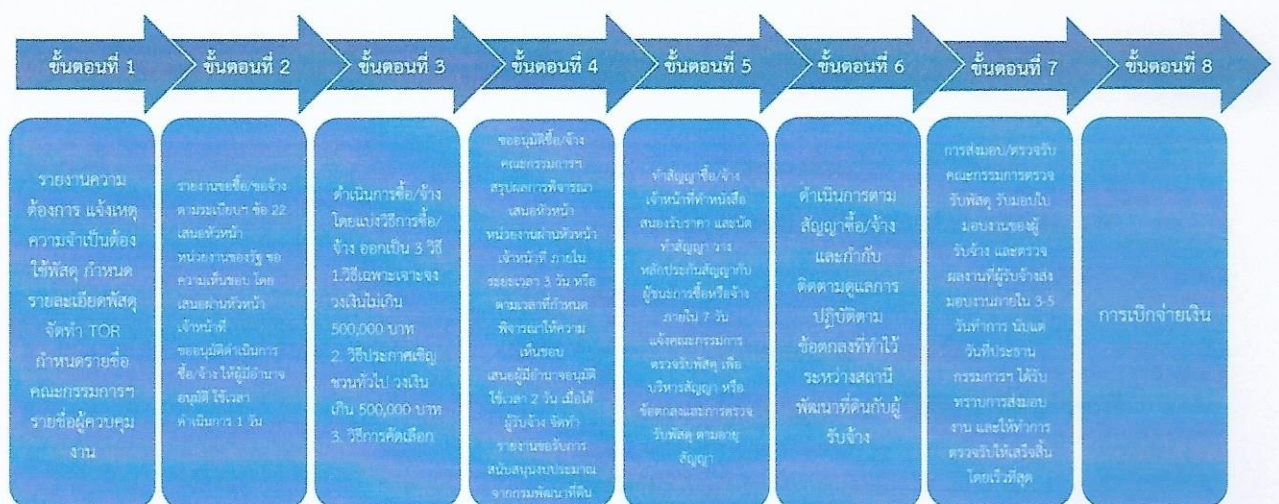 ขั้นตอนที่ 1
รายงานความ
ต้องการ แจ้งเหตุ
ความจำเป็นต้อง
ใช้พัสดุ กำหนด
รายละเอียดพัสดุ
จัดทำ TOR
กำหนดรายชื่อ
คณะกรรมการฯ
รายชื่อผู้ควบคุม
งาน
ขั้นตอนที่ 2
รายงานขอซื้อ/ขอจ้าง
ตามระเบียบฯ ข้อ 22
เสนอหัวหน้า
หน่วยงานของรัฐ ขอ
ความเห็นชอบ โดย
เสนอผ่านหัวหน้า
เจ้าหน้าที่
ขออนุมัติดำเนินการ
ซื้อ/จ้าง ให้ผู้มีอำนาจ
อนุมัติ ใช้เวลา
ดำเนินการ 1 วัน
ขั้นตอนที่ 3
ดำเนินการซื้อ/จ้าง
โดยแบ่งวิธีการซื้อ/
จ้าง ออกเป็น 3 วิธี
1.วิธีเฉพาะเจาะจง
วงเงินไม่เกิน
500,000 บาท
2. วิธีประกาศเชิญ
ชวนทั่วไป วงเงิน
เกิน 500,000 บาท
3. วิธีการคัดเลือก
ขั้นตอนที่ 4
ขออนุมัติซื้อ/จ้าง
คณะกรรมการฯ
สรุปผลการพิจารณา
เสนอหัวหน้า
หน่วยงานผ่านหัวหน้า
เจ้าหน้าที่ ภายใน
ระยะเวลา 3 วัน หรือ
ตามเวลาที่กำหนด
พิจารณาให้ความ
เห็นชอบ
เสนอผู้มีอำนาจอนุมัติ
ใช้เวลา 2 วัน เมื่อได้
ผู้รับจ้าง จัดทำ
รายงานขอรับการ
สนับสนุนงบประมาณ
จากกรมพัฒนาที่ดิน
ขั้นตอนที่ 5
ทำสัญญาซื้อ/จ้าง
เจ้าหน้าที่ทำหนังสือ
สนองรับราคา และนัด
ทำสัญญา วาง
หลักประกันสัญญากับ
ผู้ชนะการซื้อหรือจ้าง
ภายใน 7 วัน
แจ้งคณะกรรมการ
ตรวจรับพัสดุ เพื่อ
บริหารสัญญา หรือ
ข้อตกลงและการตรวจ
รับพัสดุ ตามอายุ
สัญญา
ขั้นตอนที่ 6
ดำเนินการตาม
สัญญาซื้อ/จ้าง
และกำกับ
ติดตามดูแลการ
ปฏิบัติตาม
ข้อตกลงที่ทำไว้
ระหว่างสถานี
พัฒนาที่ดินกับผู้
รับจ้าง
ขั้นตอนที่ 7
การส่งมอบ/ตรวจรับ
คณะกรรมการตรวจ
รับพัสดุ รับมอบใบ
มอบงานของผู้
รับจ้าง และตรวจ
ผลงานที่ผู้รับจ้างส่ง
มอบงานภายใน 3-5
วันทำการ นับแต่
วันที่ประธาน
กรรมการฯ ได้รับ
ทราบการส่งมอบ
งาน และให้ทำการ
ตรวจรับให้เสร็จสิ้น
โดยเร็วที่สุด
ขั้นตอนที่ 8
การเบิกจ่ายเงิน